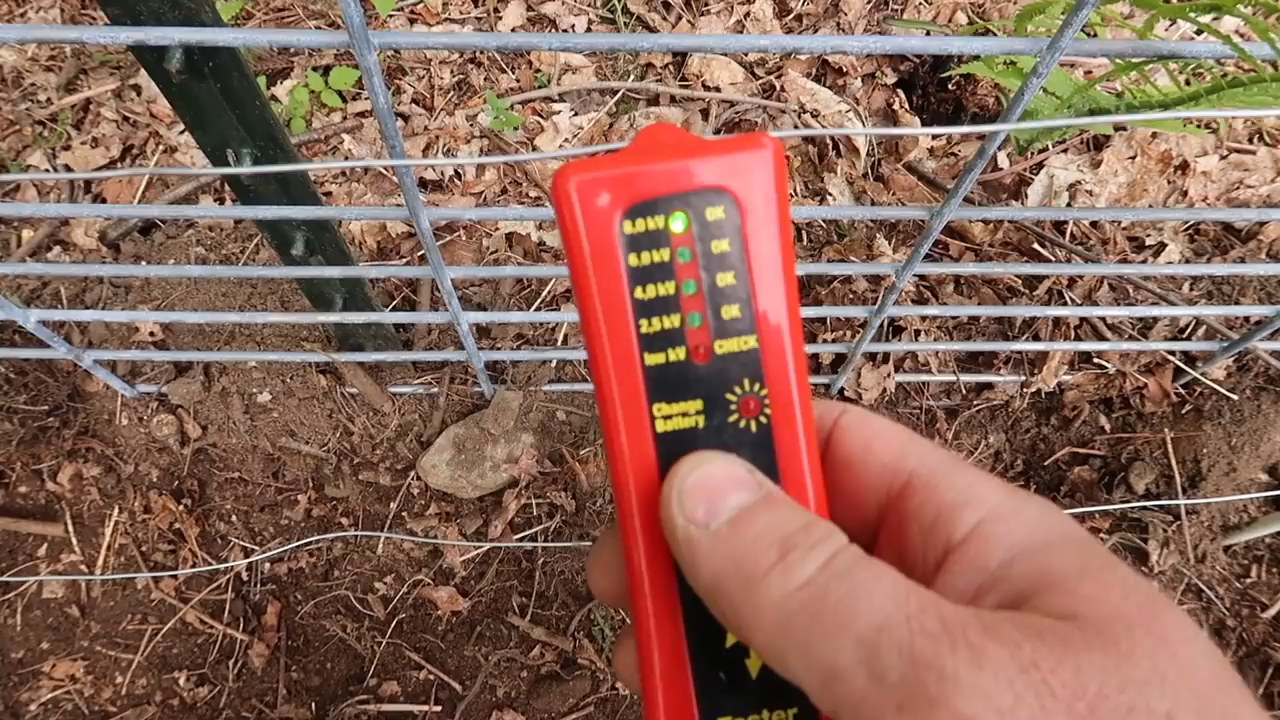 8,0 kV OK
6,0 kV OK
4,0 kV OK
2,5 kV OK
low kV CHECK
Change
Battery
Tester